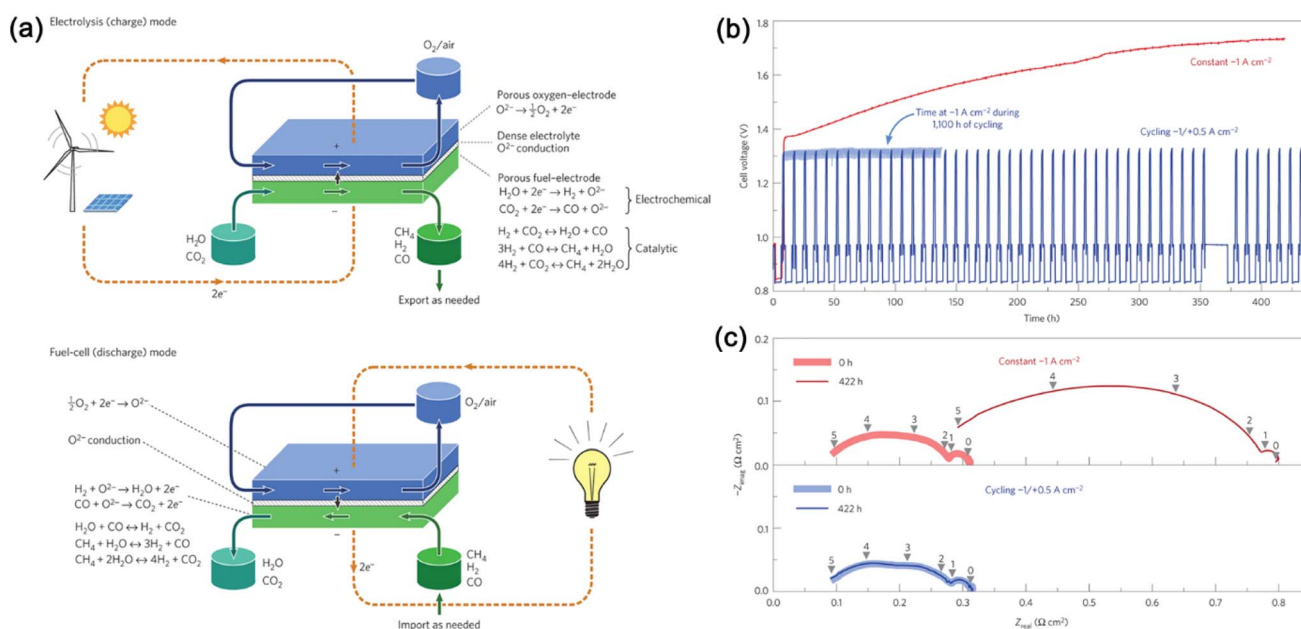 (a)
Electrolysis (charge) mode
O₂/air
Porous oxygen–electrode
O²⁻ → ½O₂ + 2e⁻
Dense electrolyte
O²⁻ conduction
Porous fuel–electrode
H₂O + 2e⁻ → H₂ + O²⁻
CO₂ + 2e⁻ → CO + O²⁻
Electrochemical
H₂ + CO₂ ↔ H₂O + CO
3H₂ + CO ↔ CH₄ + H₂O
4H₂ + CO₂ ↔ CH₄ + 2H₂O
Catalytic
+
−
H₂O
CO₂
CH₄
H₂
CO
2e⁻
Export as needed
Fuel-cell (discharge) mode
½O₂ + 2e⁻ → O²⁻
O²⁻ conduction
H₂ + O²⁻ → H₂O + 2e⁻
CO + O²⁻ → CO₂ + 2e⁻
H₂O + CO ↔ H₂ + CO₂
CH₄ + H₂O ↔ 3H₂ + CO
CH₄ + 2H₂O ↔ 4H₂ + CO₂
O₂/air
+
−
H₂O
CO₂
2e⁻
CH₄
H₂
CO
Import as needed
(b)
Cell voltage (V)
1.8
1.6
1.4
1.2
1.0
0.8
Constant −1 A cm⁻²
Time at −1 A cm⁻² during
1,100 h of cycling
Cycling −1/+0.5 A cm⁻²
0 50 100 150 200 250 300 350 400
Time (h)
(c)
−Z imag (Ω cm²)
0.2
0.1
0.0
0 h
422 h
Constant −1 A cm⁻²
5 4 3 2 1 0
5 4 3 2 1 0
0.1
0.0
0 h
422 h
Cycling −1/+0.5 A cm⁻²
5 4 3 2 1 0
0.0 0.1 0.2 0.3 0.4 0.5 0.6 0.7 0.8
Z real (Ω cm²)